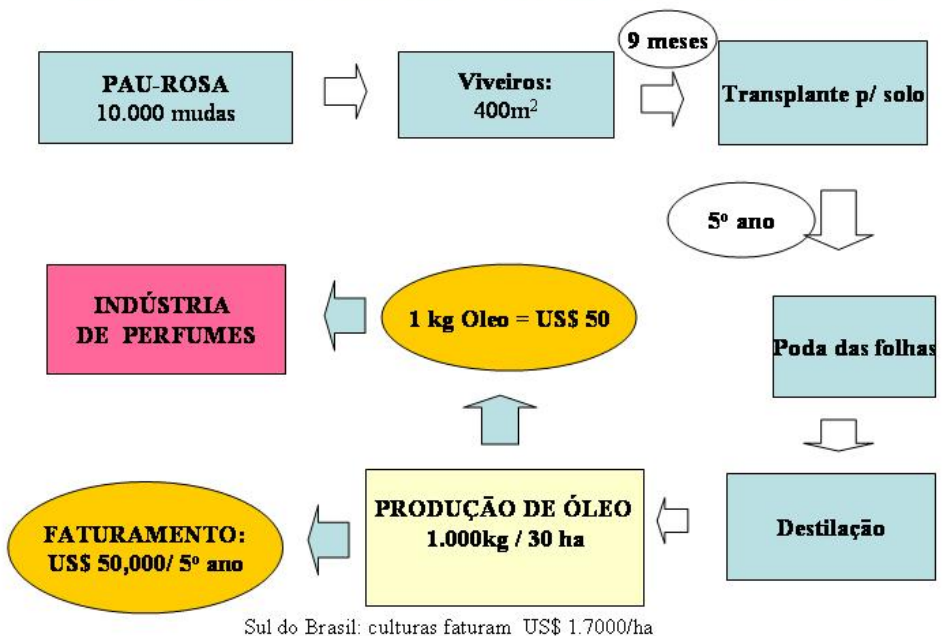 PAU-ROSA
10.000 mudas
Viveiros:
400m²
9 meses
Transplante p/ solo
5º ano
Poda das folhas
Destilação
PRODUÇÃO DE ÓLEO
1.000kg / 30 ha
1 kg Oleo = US$ 50
INDÚSTRIA
DE PERFUMES
FATURAMENTO:
US$ 50,000/ 5º ano
Sul do Brasil: culturas faturam US$ 1.7000/ha